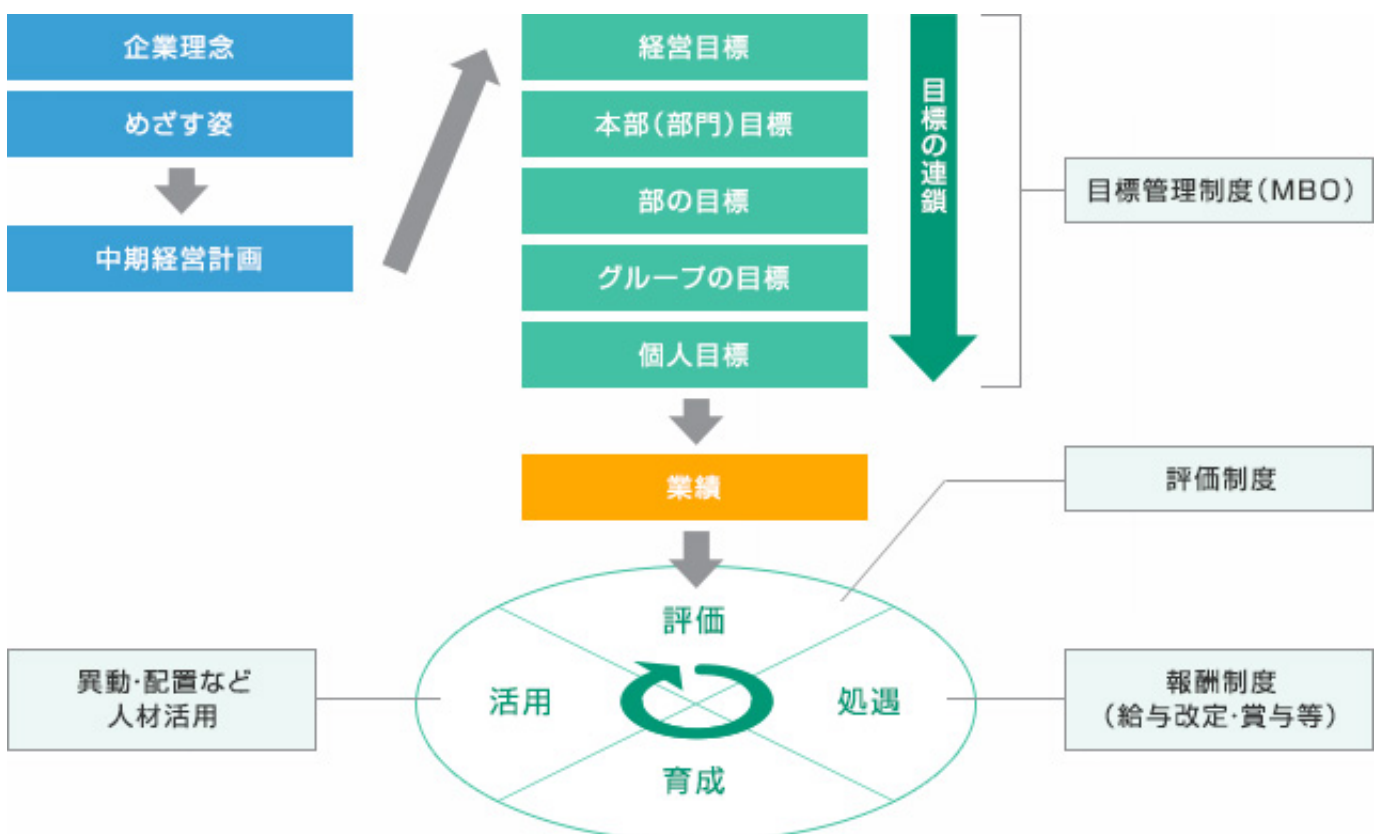 企業理念
めざす姿
中期経営計画
経営目標
本部(部門)目標
部の目標
グループの目標
個人目標
目標の連鎖
目標管理制度(MBO)
業績
評価制度
評価
活用
処遇
育成
異動・配置など
人材活用
報酬制度
(給与改定・賞与等)